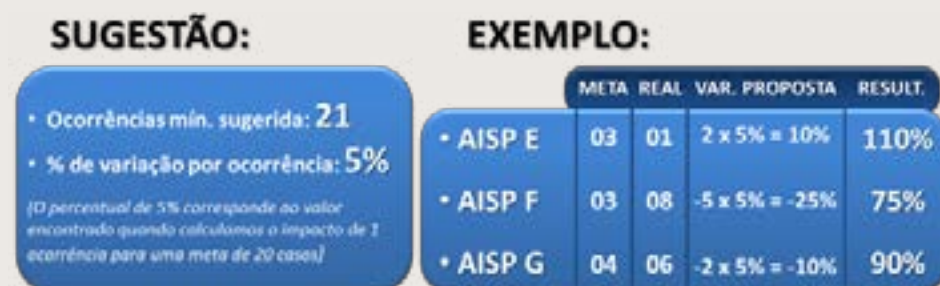 SUGESTÃO:
• Ocorrências mín. sugerida: 21
• % de variação por ocorrência: 5%
(O percentual de 5% corresponde ao valor
encontrado quando calculamos o impacto de 1
ocorrência para uma meta de 20 casos)
EXEMPLO:
META REAL VAR. PROPOSTA RESULT.
• AISP E 03 01 2 x 5% = 10% 110%
• AISP F 03 08 -5 x 5% = -25% 75%
• AISP G 04 06 -2 x 5% = -10% 90%